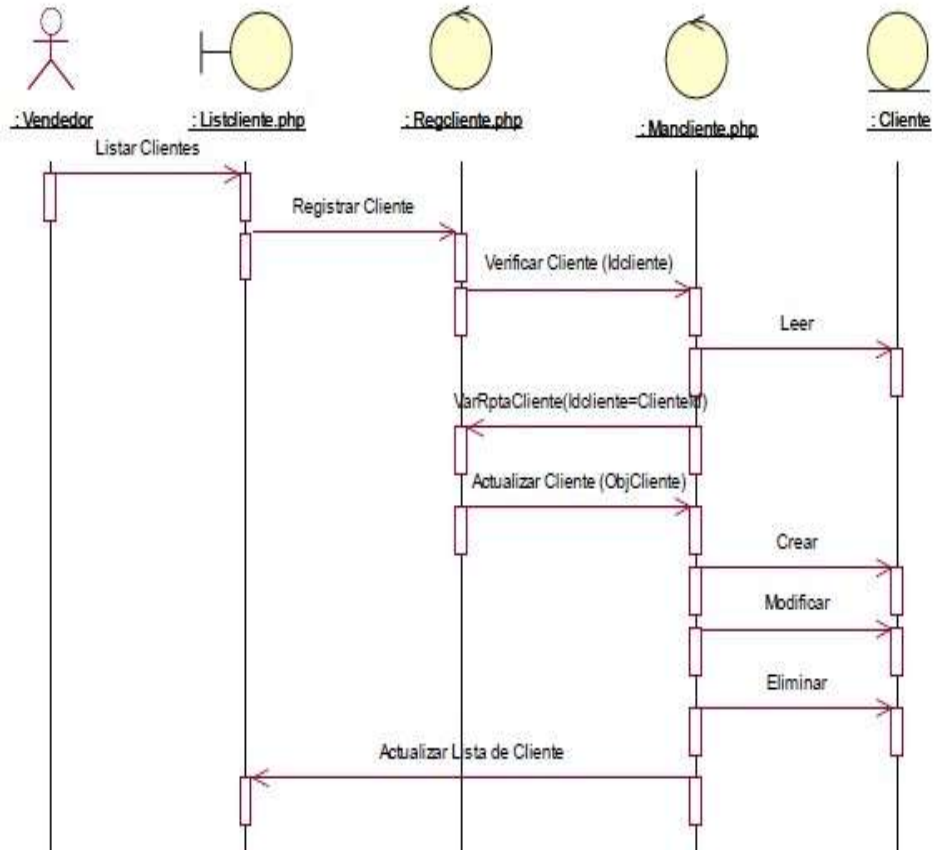 : Vendedor
: Listcliente.php
: Regcliente.php
: Mancliente.php
: Cliente
Listar Clientes
Registrar Cliente
Verificar Cliente (Idcliente)
Leer
VarRptaCliente(Idcliente=ClienteId)
Actualizar Cliente (ObjCliente)
Crear
Modificar
Eliminar
Actualizar Lista de Cliente